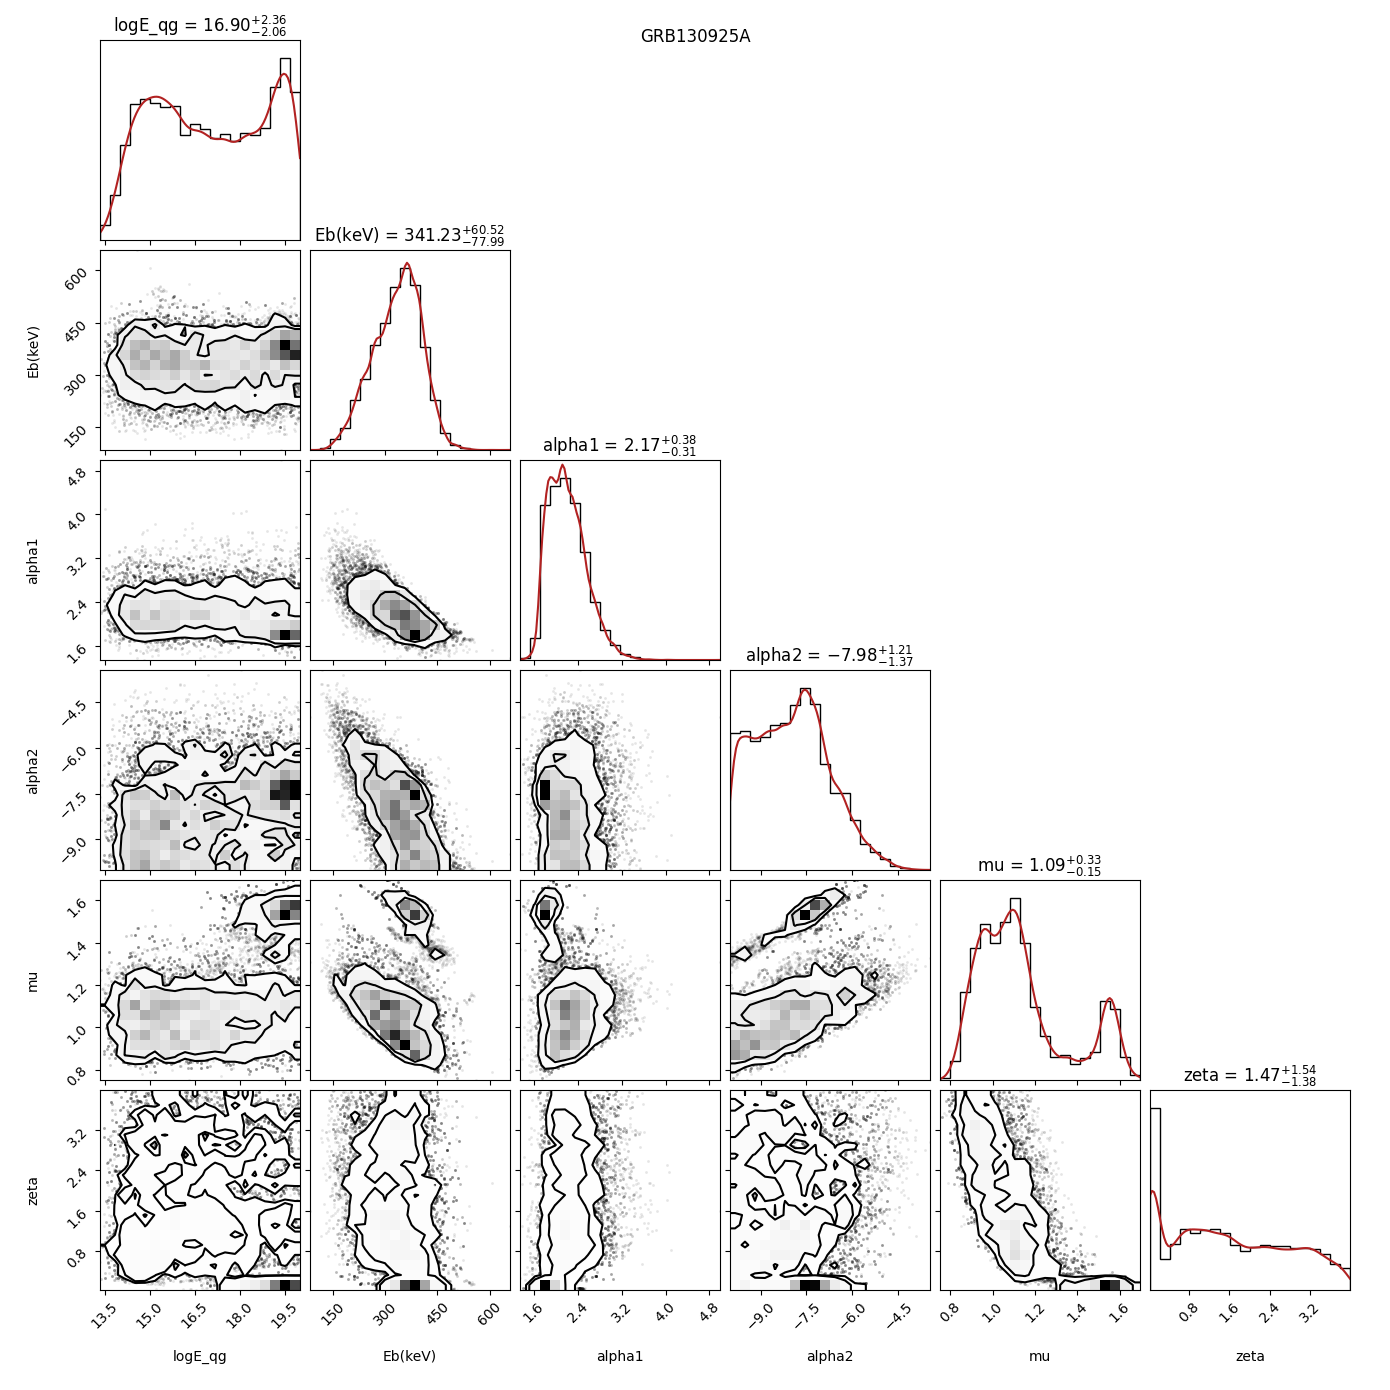 logE_qg = 16.90+2.36−2.06
GRB130925A
Eb(keV) = 341.23+60.52−77.99
600
450
300
150
Eb(keV)
alpha1 = 2.17+0.38−0.31
4.8
4.0
3.2
2.4
1.6
alpha1
alpha2 = −7.98+1.21−1.37
−4.5
−6.0
−7.5
−9.0
alpha2
mu = 1.09+0.33−0.15
1.6
1.4
1.2
1.0
0.8
mu
zeta = 1.47+1.54−1.38
3.2
2.4
1.6
0.8
zeta
13.5 15.0 16.5 18.0 19.5 150 300 450 600 1.6 2.4 3.2 4.0 4.8 −9.0 −7.5 −6.0 −4.5 0.8 1.0 1.2 1.4 1.6 0.8 1.6 2.4 3.2
logE_qg Eb(keV) alpha1 alpha2 mu zeta